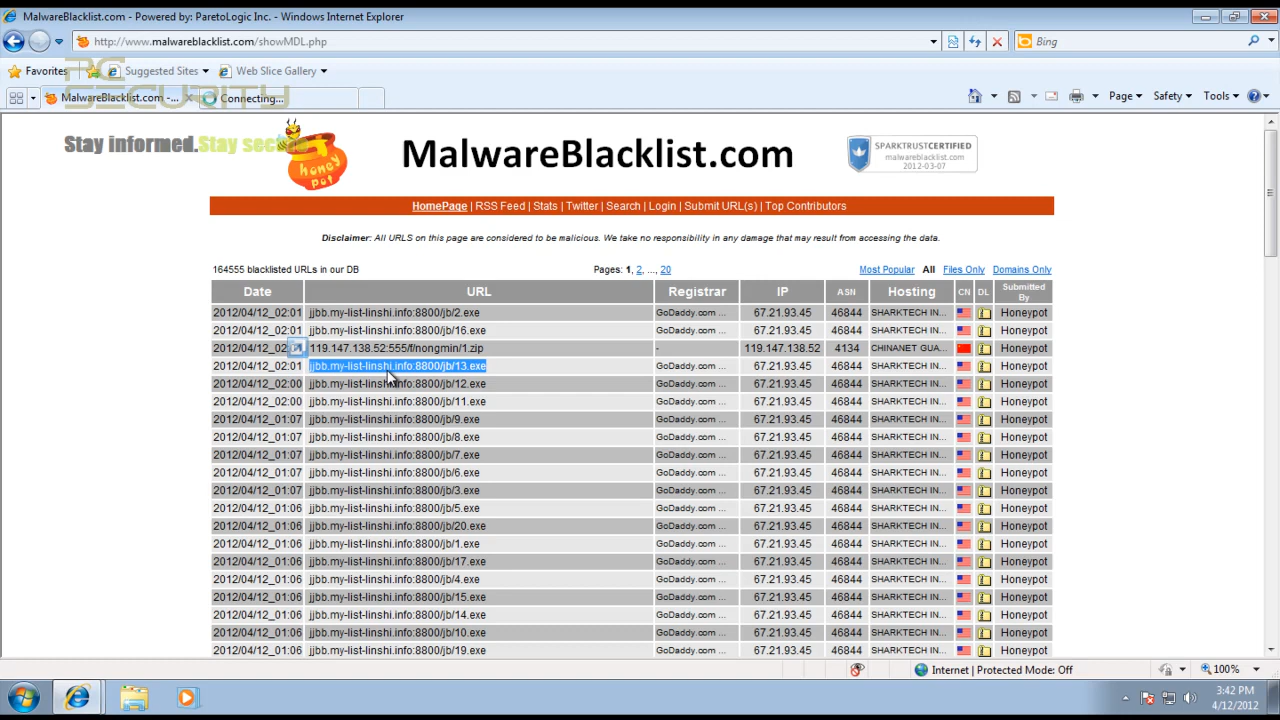 MalwareBlacklist.com - Powered by: ParetoLogic Inc. - Windows Internet Explorer
http://www.malwareblacklist.com/showMDL.php
Bing
Favorites
Suggested Sites
Web Slice Gallery
PC SECURITY
MalwareBlacklist.com -...
Connecting...
Page
Safety
Tools
Stay informed.
honey pot
MalwareBlacklist.com
SPARKTRUSTCERTIFIED
malwareblacklist.com
2012-03-07
HomePage | RSS Feed | Stats | Twitter | Search | Login | Submit URL(s) | Top Contributors
Disclaimer: All URLS on this page are considered to be malicious. We take no responsibility in any damage that may result from accessing the data.
164555 blacklisted URLs in our DB Pages: 1, 2, ..., 20 Most Popular All Files Only Domains Only
Date URL Registrar IP ASN Hosting CN DL Submitted By
2012/04/12_02:01 jjbb.my-list-linshi.info:8800/jb/2.exe GoDaddy.com ... 67.21.93.45 46844 SHARKTECH IN... Honeypot
2012/04/12_02:01 jjbb.my-list-linshi.info:8800/jb/16.exe GoDaddy.com ... 67.21.93.45 46844 SHARKTECH IN... Honeypot
2012/04/12_02:01 119.147.138.52:555/f/nongmin/1.zip - 119.147.138.52 4134 CHINANET GUA... Honeypot
2012/04/12_02:01 jjbb.my-list-linshi.info:8800/jb/13.exe GoDaddy.com ... 67.21.93.45 46844 SHARKTECH IN... Honeypot
2012/04/12_02:00 jjbb.my-list-linshi.info:8800/jb/12.exe GoDaddy.com ... 67.21.93.45 46844 SHARKTECH IN... Honeypot
2012/04/12_02:00 jjbb.my-list-linshi.info:8800/jb/11.exe GoDaddy.com ... 67.21.93.45 46844 SHARKTECH IN... Honeypot
2012/04/12_01:07 jjbb.my-list-linshi.info:8800/jb/9.exe GoDaddy.com ... 67.21.93.45 46844 SHARKTECH IN... Honeypot
2012/04/12_01:07 jjbb.my-list-linshi.info:8800/jb/8.exe GoDaddy.com ... 67.21.93.45 46844 SHARKTECH IN... Honeypot
2012/04/12_01:07 jjbb.my-list-linshi.info:8800/jb/7.exe GoDaddy.com ... 67.21.93.45 46844 SHARKTECH IN... Honeypot
2012/04/12_01:07 jjbb.my-list-linshi.info:8800/jb/6.exe GoDaddy.com ... 67.21.93.45 46844 SHARKTECH IN... Honeypot
2012/04/12_01:07 jjbb.my-list-linshi.info:8800/jb/3.exe GoDaddy.com ... 67.21.93.45 46844 SHARKTECH IN... Honeypot
2012/04/12_01:06 jjbb.my-list-linshi.info:8800/jb/5.exe GoDaddy.com ... 67.21.93.45 46844 SHARKTECH IN... Honeypot
2012/04/12_01:06 jjbb.my-list-linshi.info:8800/jb/20.exe GoDaddy.com ... 67.21.93.45 46844 SHARKTECH IN... Honeypot
2012/04/12_01:06 jjbb.my-list-linshi.info:8800/jb/1.exe GoDaddy.com ... 67.21.93.45 46844 SHARKTECH IN... Honeypot
2012/04/12_01:06 jjbb.my-list-linshi.info:8800/jb/17.exe GoDaddy.com ... 67.21.93.45 46844 SHARKTECH IN... Honeypot
2012/04/12_01:06 jjbb.my-list-linshi.info:8800/jb/4.exe GoDaddy.com ... 67.21.93.45 46844 SHARKTECH IN... Honeypot
2012/04/12_01:06 jjbb.my-list-linshi.info:8800/jb/15.exe GoDaddy.com ... 67.21.93.45 46844 SHARKTECH IN... Honeypot
2012/04/12_01:06 jjbb.my-list-linshi.info:8800/jb/14.exe GoDaddy.com ... 67.21.93.45 46844 SHARKTECH IN... Honeypot
2012/04/12_01:06 jjbb.my-list-linshi.info:8800/jb/10.exe GoDaddy.com ... 67.21.93.45 46844 SHARKTECH IN... Honeypot
2012/04/12_01:06 jjbb.my-list-linshi.info:8800/jb/19.exe GoDaddy.com ... 67.21.93.45 46844 SHARKTECH IN... Honeypot
Internet | Protected Mode: Off
100%
3:42 PM
4/12/2012